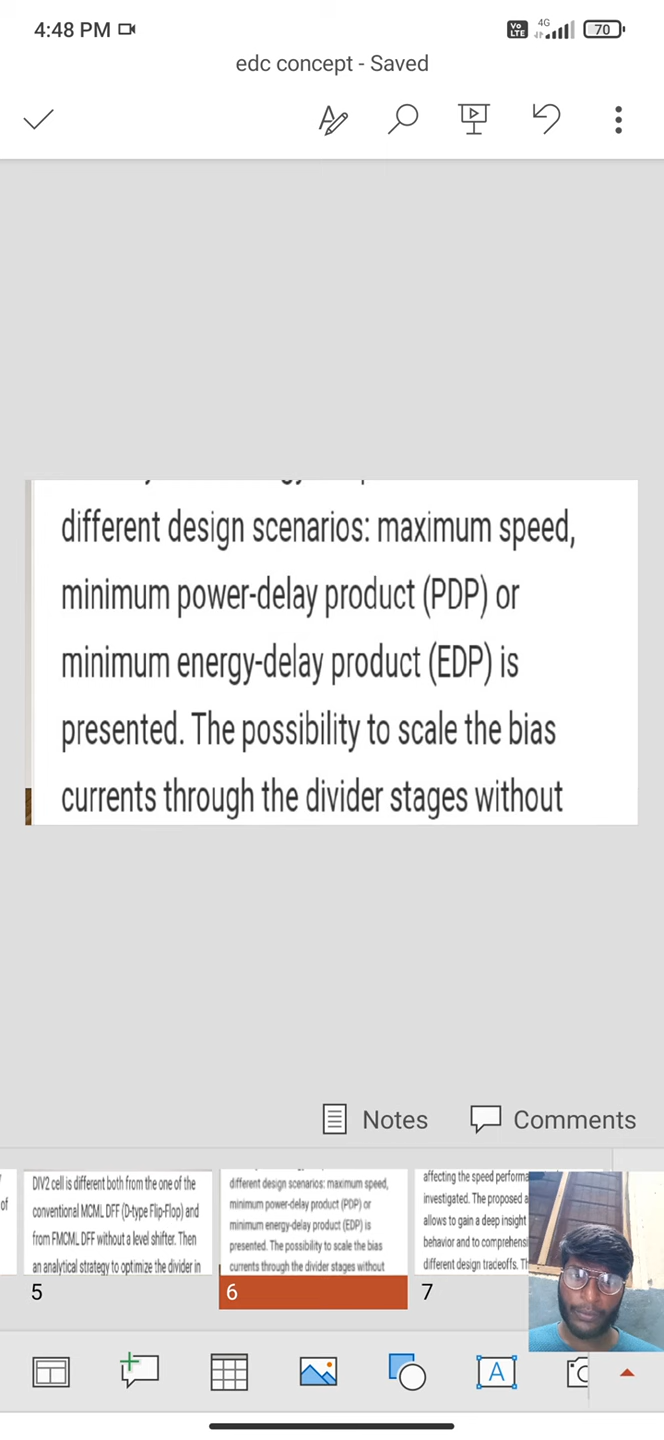 4:48 PM
Vo LTE 4G 70
edc concept - Saved
different design scenarios: maximum speed,
minimum power-delay product (PDP) or
minimum energy-delay product (EDP) is
presented. The possibility to scale the bias
currents through the divider stages without
Notes Comments
of
DIV2 cell is different both from the one of the
conventional MCML DFF (D-type Flip-Flop) and
from FMCML DFF without a level shifter. Then
an analytical strategy to optimize the divider in
5
different design scenarios: maximum speed,
minimum power-delay product (PDP) or
minimum energy-delay product (EDP) is
presented. The possibility to scale the bias
currents through the divider stages without
6
affecting the speed performa
investigated. The proposed a
allows to gain a deep insight
behavior and to comprehensi
different design tradeoffs. Th
7
A